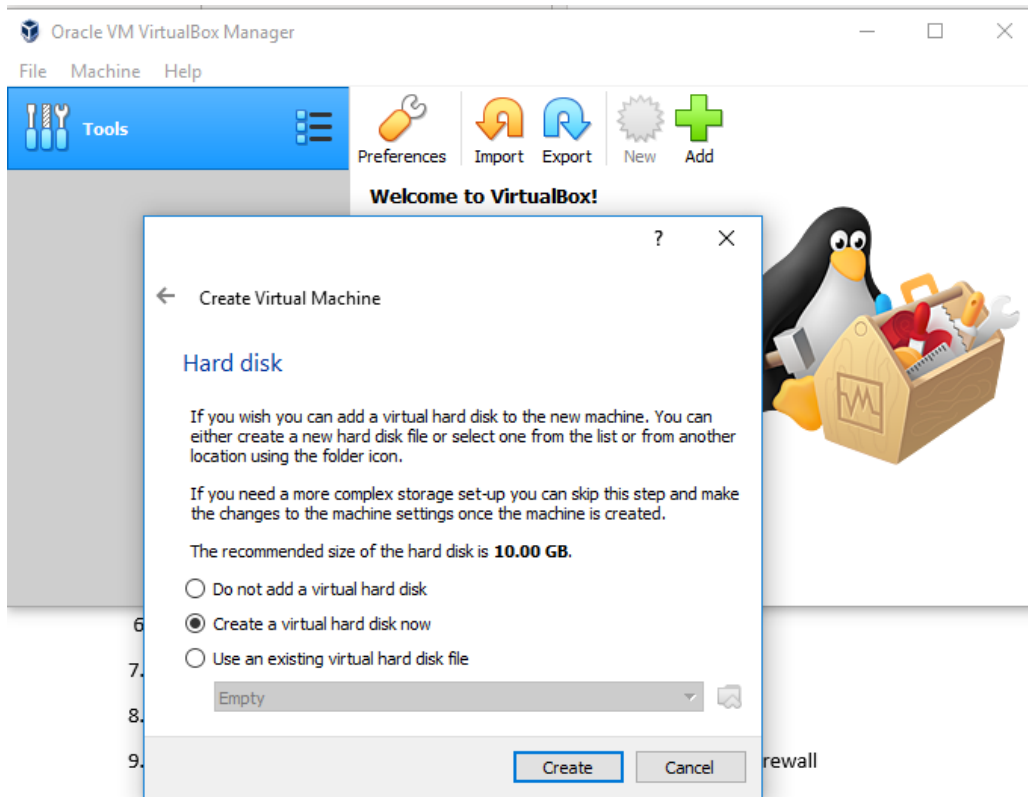 Oracle VM VirtualBox Manager
File Machine Help
Tools
Preferences Import Export New Add
Welcome to VirtualBox!
?
Create Virtual Machine
Hard disk
If you wish you can add a virtual hard disk to the new machine. You can
either create a new hard disk file or select one from the list or from another
location using the folder icon.
If you need a more complex storage set-up you can skip this step and make
the changes to the machine settings once the machine is created.
The recommended size of the hard disk is 10.00 GB.
Do not add a virtual hard disk
Create a virtual hard disk now
Use an existing virtual hard disk file
Empty
Create Cancel
6
7.
8.
9. rewall